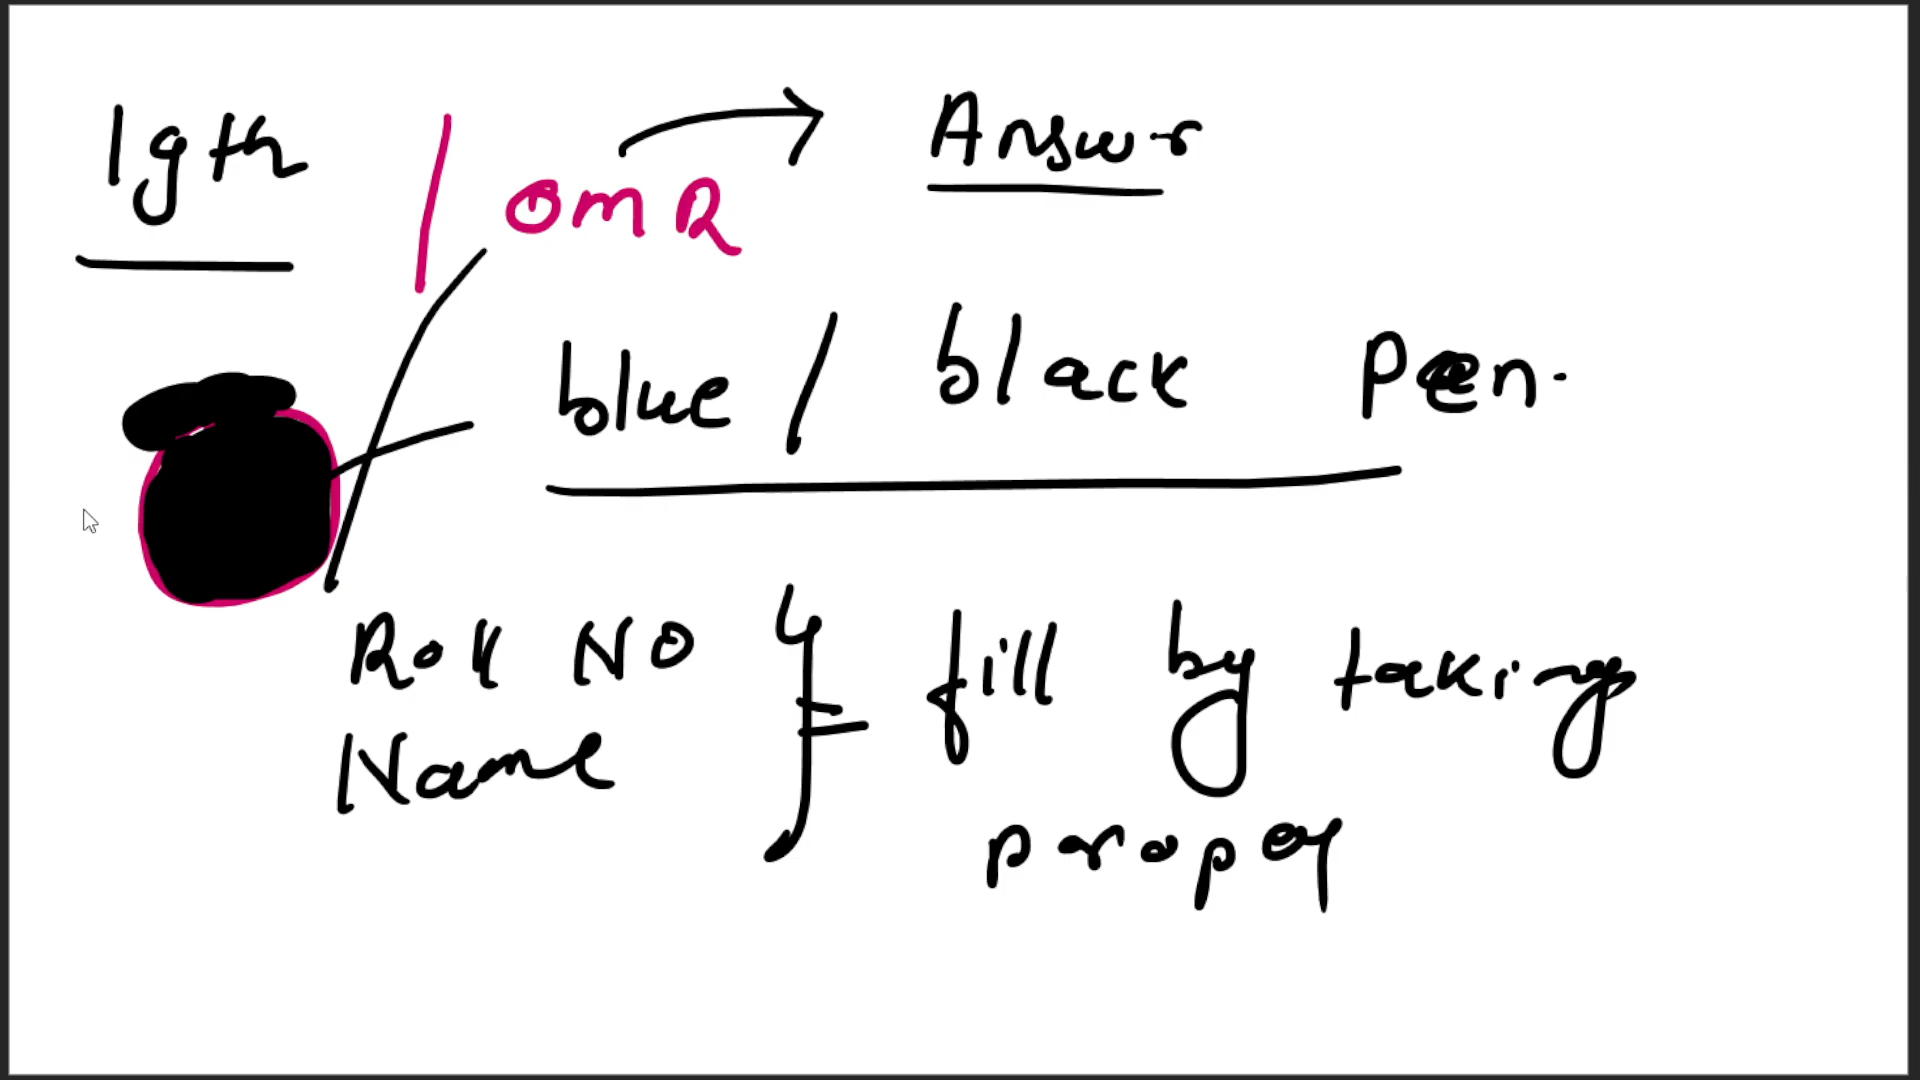 19th / OMR → Answer
blue / black Pen.
Roll NO } fill by taking
Name proper